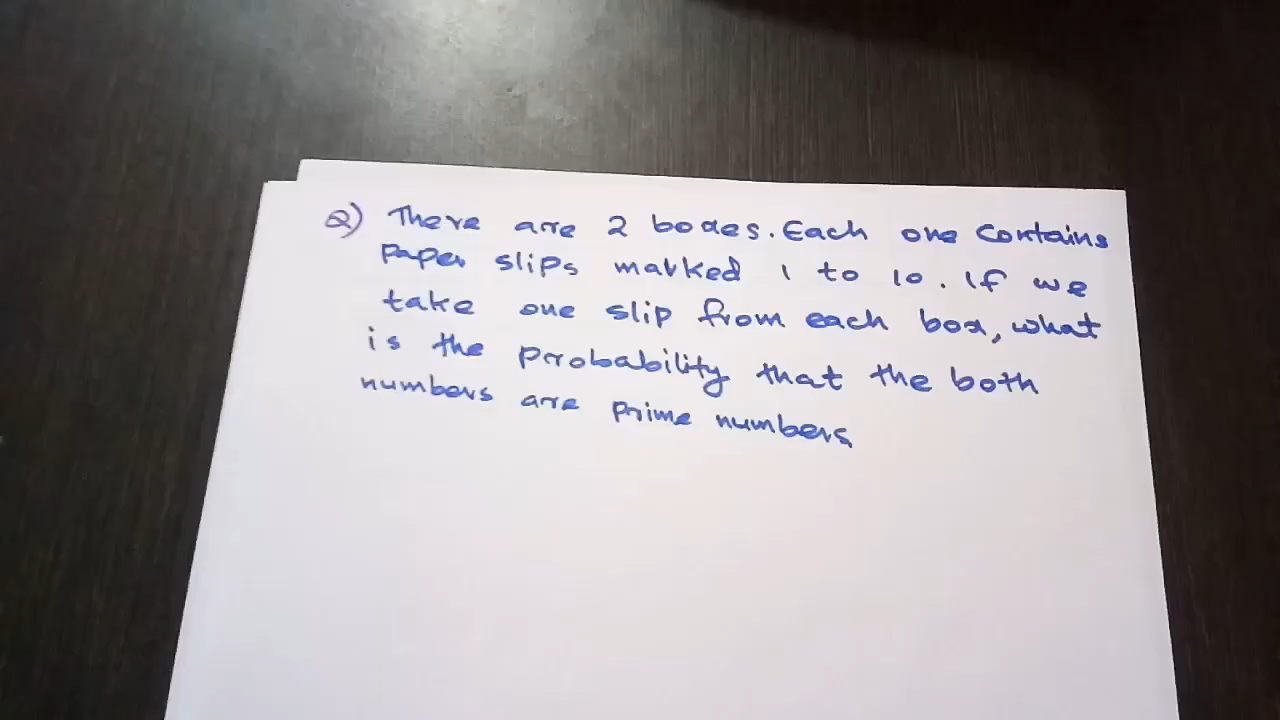 Q) There are 2 boxes. Each one contains
Paper slips marked 1 to 10. If we
take one slip from each box, what
is the Probability that the both
numbers are Prime numbers